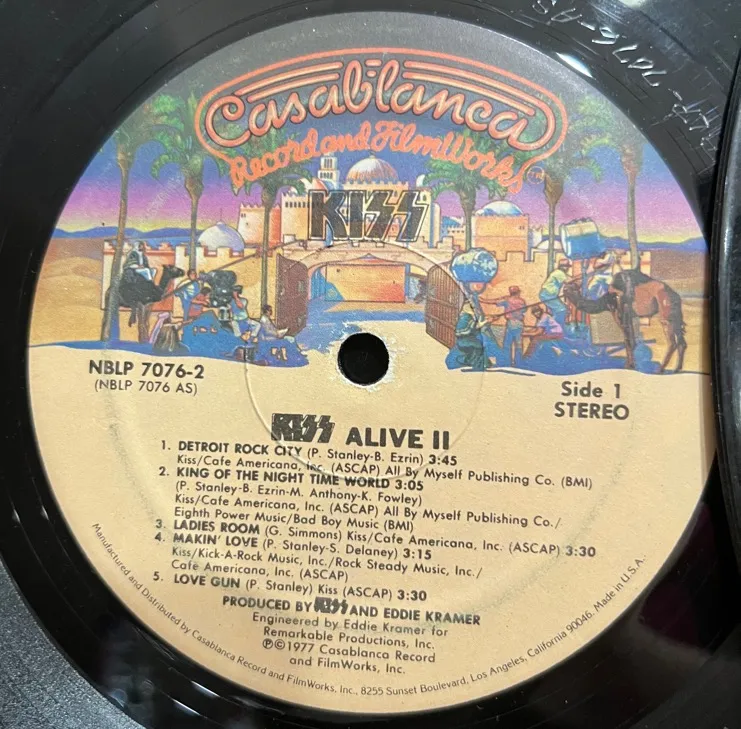 Casablanca
Record and FilmWorks
TM
KISS
NBLP 7076-2
(NBLP 7076 AS)
Side 1
STEREO
KISS ALIVE II
1. DETROIT ROCK CITY (P. Stanley-B. Ezrin) 3:45
Kiss/Cafe Americana, Inc. (ASCAP) All By Myself Publishing Co. (BMI)
2. KING OF THE NIGHT TIME WORLD 3:05
(P. Stanley-B. Ezrin-M. Anthony-K. Fowley)
Kiss/Cafe Americana, Inc. (ASCAP) All By Myself Publishing Co./
Eighth Power Music/Bad Boy Music (BMI)
3. LADIES ROOM (G. Simmons) Kiss/Cafe Americana, Inc. (ASCAP) 3:30
4. MAKIN' LOVE (P. Stanley-S. Delaney) 3:15
Kiss/Kick-A-Rock Music, Inc./Rock Steady Music, Inc./
Cafe Americana, Inc. (ASCAP)
5. LOVE GUN (P. Stanley) Kiss (ASCAP) 3:30
PRODUCED BY KISS AND EDDIE KRAMER
Engineered by Eddie Kramer for
Remarkable Productions, Inc.
℗©1977 Casablanca Record
and FilmWorks, Inc.
Manufactured and Distributed by Casablanca Record and FilmWorks, Inc., 8255 Sunset Boulevard, Los Angeles, California 90046. Made in U.S.A.